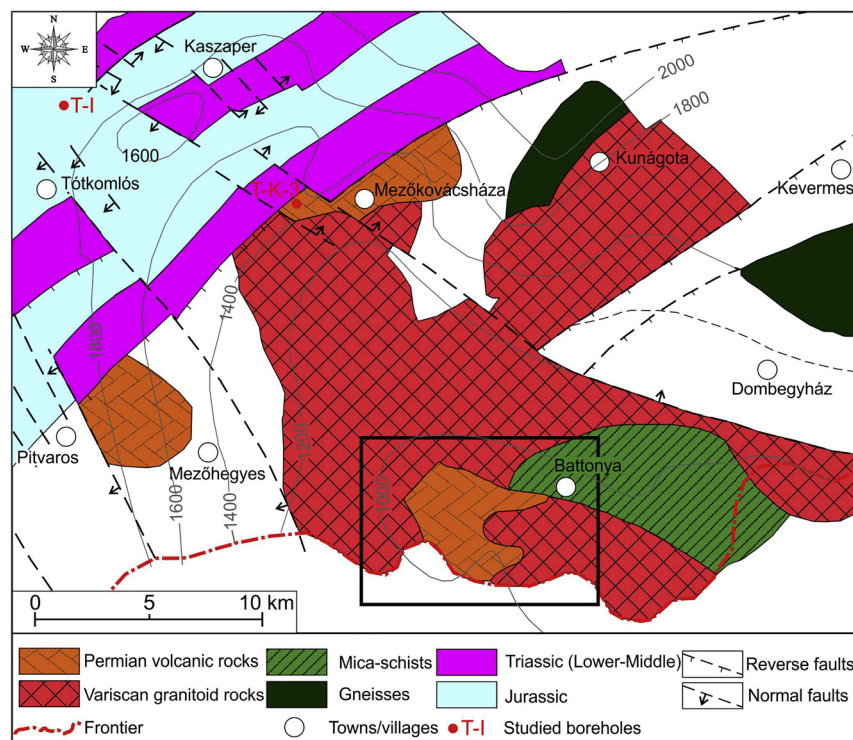 N
W E
S
Kaszaper
2000
1800
T-I
1600
Kunágota
Tótkomlós
T-K-3
Mezőkovácsháza
Kevermes
1400
1800
Dombegyház
1200
Pitvaros
Mezőhegyes
Battonya
1000
1600
1400
0 5 10 km
Permian volcanic rocks Mica-schists Triassic (Lower-Middle) Reverse faults
Variscan granitoid rocks Gneisses Jurassic Normal faults
Frontier Towns/villages T-I Studied boreholes